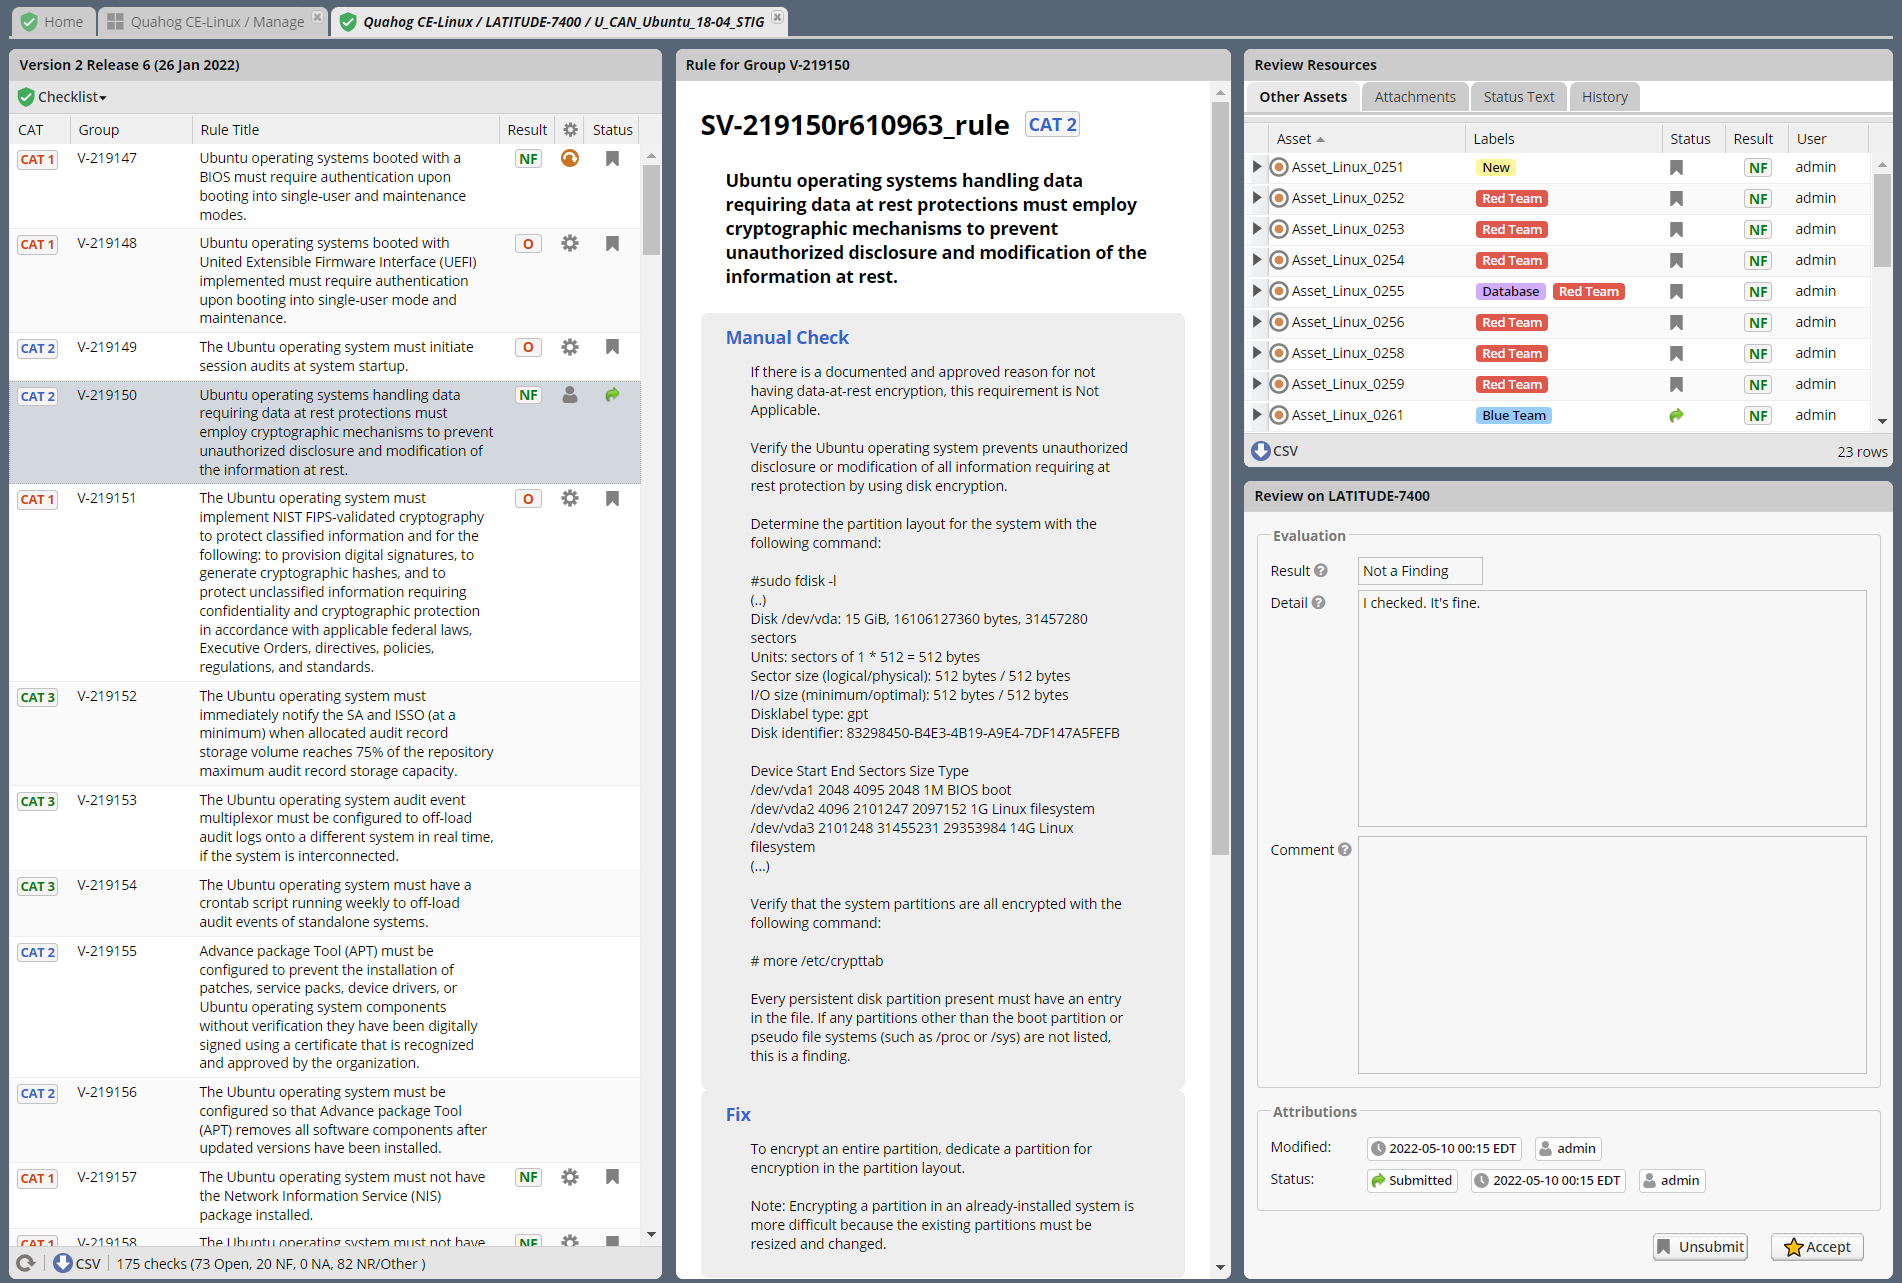 Home
Quahog CE-Linux / Manage
Quahog CE-Linux / LATITUDE-7400 / U_CAN_Ubuntu_18-04_STIG
Version 2 Release 6 (26 Jan 2022)
Checklist
CAT Group Rule Title Result Status
CAT 1 V-219147 Ubuntu operating systems booted with a NF
BIOS must require authentication upon
booting into single-user and maintenance
modes.
CAT 1 V-219148 Ubuntu operating systems booted with O
United Extensible Firmware Interface (UEFI)
implemented must require authentication
upon booting into single-user mode and
maintenance.
CAT 2 V-219149 The Ubuntu operating system must initiate O
session audits at system startup.
CAT 2 V-219150 Ubuntu operating systems handling data NF
requiring data at rest protections must
employ cryptographic mechanisms to prevent
unauthorized disclosure and modification of
the information at rest.
CAT 1 V-219151 The Ubuntu operating system must O
implement NIST FIPS-validated cryptography
to protect classified information and for the
following: to provision digital signatures, to
generate cryptographic hashes, and to
protect unclassified information requiring
confidentiality and cryptographic protection
in accordance with applicable federal laws,
Executive Orders, directives, policies,
regulations, and standards.
CAT 3 V-219152 The Ubuntu operating system must
immediately notify the SA and ISSO (at a
minimum) when allocated audit record
storage volume reaches 75% of the repository
maximum audit record storage capacity.
CAT 3 V-219153 The Ubuntu operating system audit event
multiplexor must be configured to off-load
audit logs onto a different system in real time,
if the system is interconnected.
CAT 3 V-219154 The Ubuntu operating system must have a
crontab script running weekly to off-load
audit events of standalone systems.
CAT 2 V-219155 Advance package Tool (APT) must be
configured to prevent the installation of
patches, service packs, device drivers, or
Ubuntu operating system components
without verification they have been digitally
signed using a certificate that is recognized
and approved by the organization.
CAT 2 V-219156 The Ubuntu operating system must be
configured so that Advance package Tool
(APT) removes all software components after
updated versions have been installed.
CAT 1 V-219157 The Ubuntu operating system must not have NF
the Network Information Service (NIS)
package installed.
CAT 1 V-219158 The Ubuntu operating system must not have NF
CSV 175 checks (73 Open, 20 NF, 0 NA, 82 NR/Other )
Rule for Group V-219150
SV-219150r610963_rule CAT 2
Ubuntu operating systems handling data
requiring data at rest protections must employ
cryptographic mechanisms to prevent
unauthorized disclosure and modification of the
information at rest.
Manual Check
If there is a documented and approved reason for not
having data-at-rest encryption, this requirement is Not
Applicable.
Verify the Ubuntu operating system prevents unauthorized
disclosure or modification of all information requiring at
rest protection by using disk encryption.
Determine the partition layout for the system with the
following command:
#sudo fdisk -l
(..)
Disk /dev/vda: 15 GiB, 16106127360 bytes, 31457280
sectors
Units: sectors of 1 * 512 = 512 bytes
Sector size (logical/physical): 512 bytes / 512 bytes
I/O size (minimum/optimal): 512 bytes / 512 bytes
Disklabel type: gpt
Disk identifier: 83298450-B4E3-4B19-A9E4-7DF147A5FEFB
Device Start End Sectors Size Type
/dev/vda1 2048 4095 2048 1M BIOS boot
/dev/vda2 4096 2101247 2097152 1G Linux filesystem
/dev/vda3 2101248 31455231 29353984 14G Linux
filesystem
(...)
Verify that the system partitions are all encrypted with the
following command:
# more /etc/crypttab
Every persistent disk partition present must have an entry
in the file. If any partitions other than the boot partition or
pseudo file systems (such as /proc or /sys) are not listed,
this is a finding.
Fix
To encrypt an entire partition, dedicate a partition for
encryption in the partition layout.
Note: Encrypting a partition in an already-installed system is
more difficult because the existing partitions must be
resized and changed.
Review Resources
Other Assets Attachments Status Text History
Asset Labels Status Result User
Asset_Linux_0251 New NF admin
Asset_Linux_0252 Red Team NF admin
Asset_Linux_0253 Red Team NF admin
Asset_Linux_0254 Red Team NF admin
Asset_Linux_0255 Database Red Team NF admin
Asset_Linux_0256 Red Team NF admin
Asset_Linux_0258 Red Team NF admin
Asset_Linux_0259 Red Team NF admin
Asset_Linux_0261 Blue Team NF admin
CSV 23 rows
Review on LATITUDE-7400
Evaluation
Result Not a Finding
Detail I checked. It's fine.
Comment
Attributions
Modified: 2022-05-10 00:15 EDT admin
Status: Submitted 2022-05-10 00:15 EDT admin
Unsubmit Accept